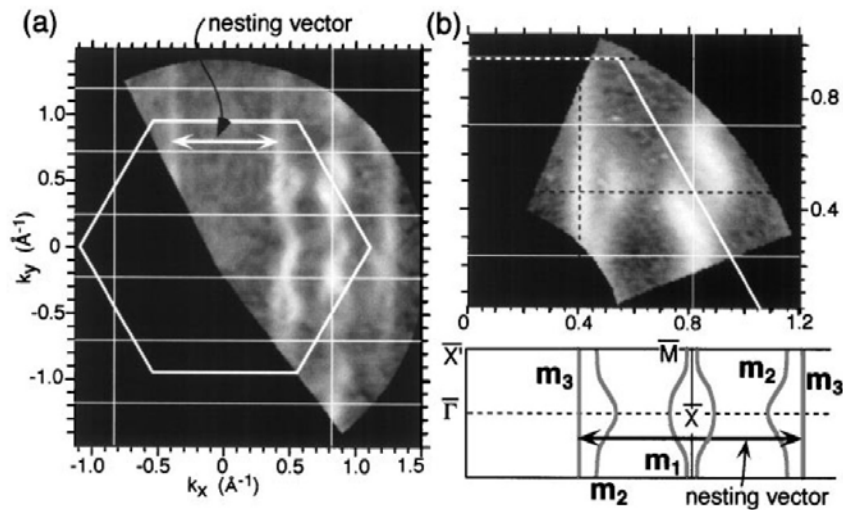 (a)
nesting vector
1.0
0.5
0
-0.5
-1.0
ky (Å⁻¹)
-1.0 -0.5 0 0.5 1.0 1.5
kx (Å⁻¹)
(b)
0.8
0.4
0 0.4 0.8 1.2
X̄' M̄
m3 m2 m3
Γ̄ X̄
m1
m2 nesting vector